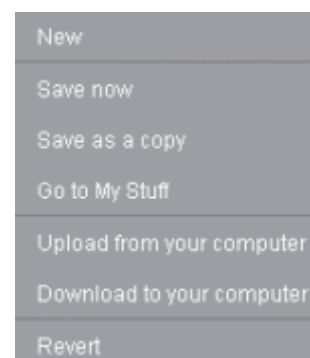 New
Save now
Save as a copy
Go to My Stuff
Upload from your computer
Download to your computer
Revert